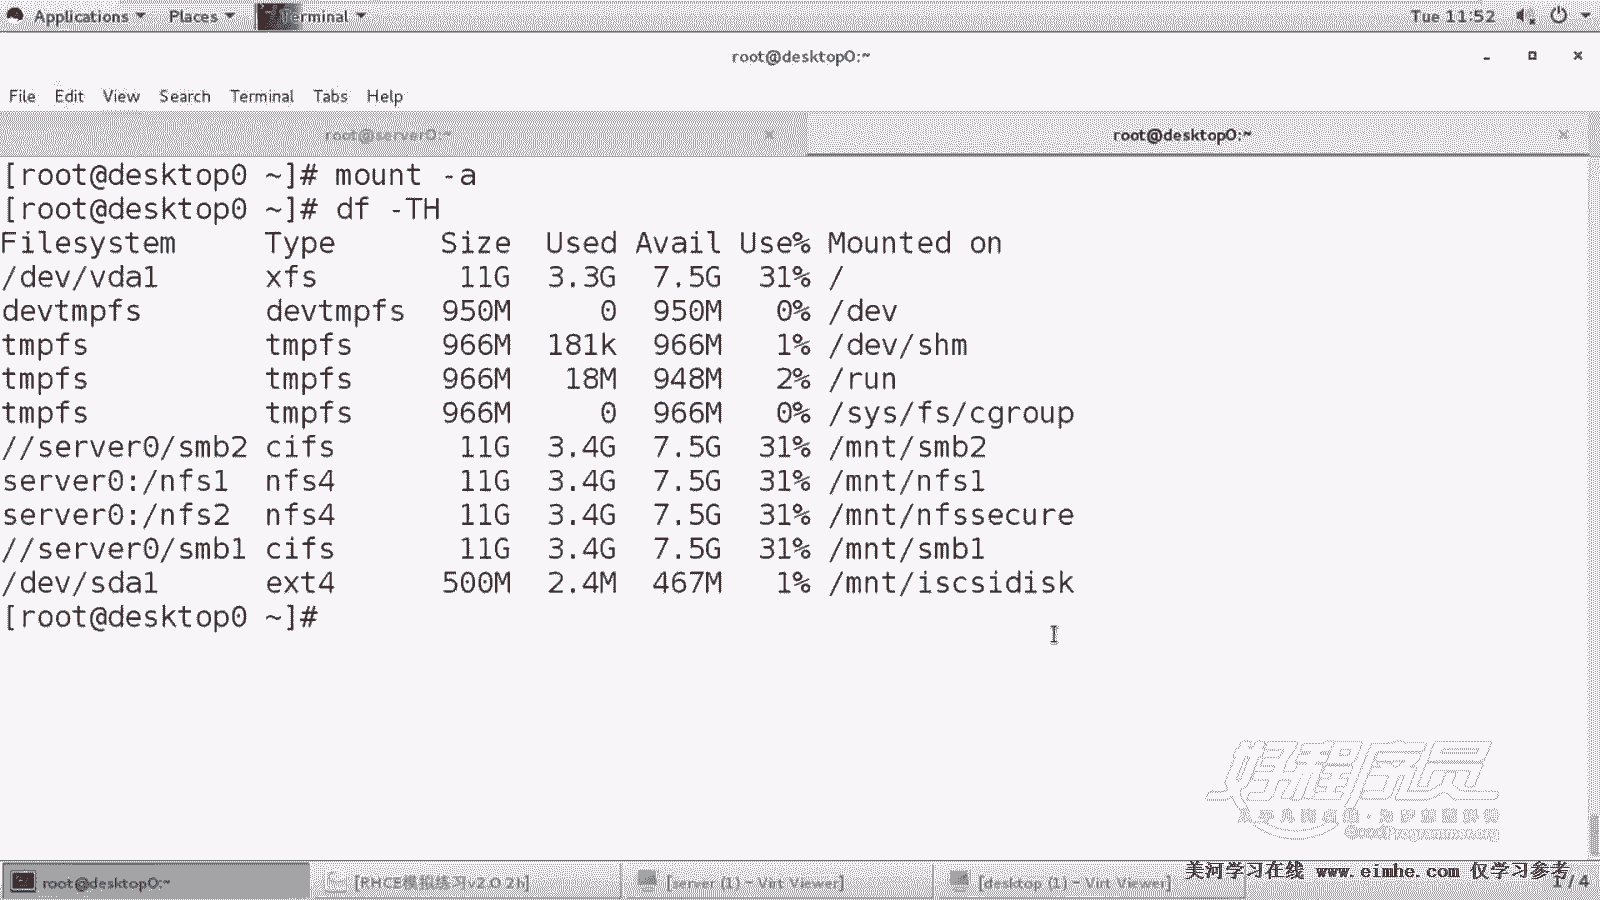 Applications Places Terminal Tue 11:52
root@desktop0:~
File Edit View Search Terminal Tabs Help
root@server0:~ root@desktop0:~
[root@desktop0 ~]# mount -a
[root@desktop0 ~]# df -TH
Filesystem Type Size Used Avail Use% Mounted on
/dev/vda1 xfs 11G 3.3G 7.5G 31% /
devtmpfs devtmpfs 950M 0 950M 0% /dev
tmpfs tmpfs 966M 181k 966M 1% /dev/shm
tmpfs tmpfs 966M 18M 948M 2% /run
tmpfs tmpfs 966M 0 966M 0% /sys/fs/cgroup
//server0/smb2 cifs 11G 3.4G 7.5G 31% /mnt/smb2
server0:/nfs1 nfs4 11G 3.4G 7.5G 31% /mnt/nfs1
server0:/nfs2 nfs4 11G 3.4G 7.5G 31% /mnt/nfssecure
//server0/smb1 cifs 11G 3.4G 7.5G 31% /mnt/smb1
/dev/sda1 ext4 500M 2.4M 467M 1% /mnt/iscsidisk
[root@desktop0 ~]#
好程序员
GoodProgrammer.org
美河学习在线 www.eimhe.com 仅学习参考
root@desktop0:~ [RHCE模拟练习v2.0 2h] [server (1) - Virt Viewer] [desktop (1) - Virt Viewer] 1 / 4